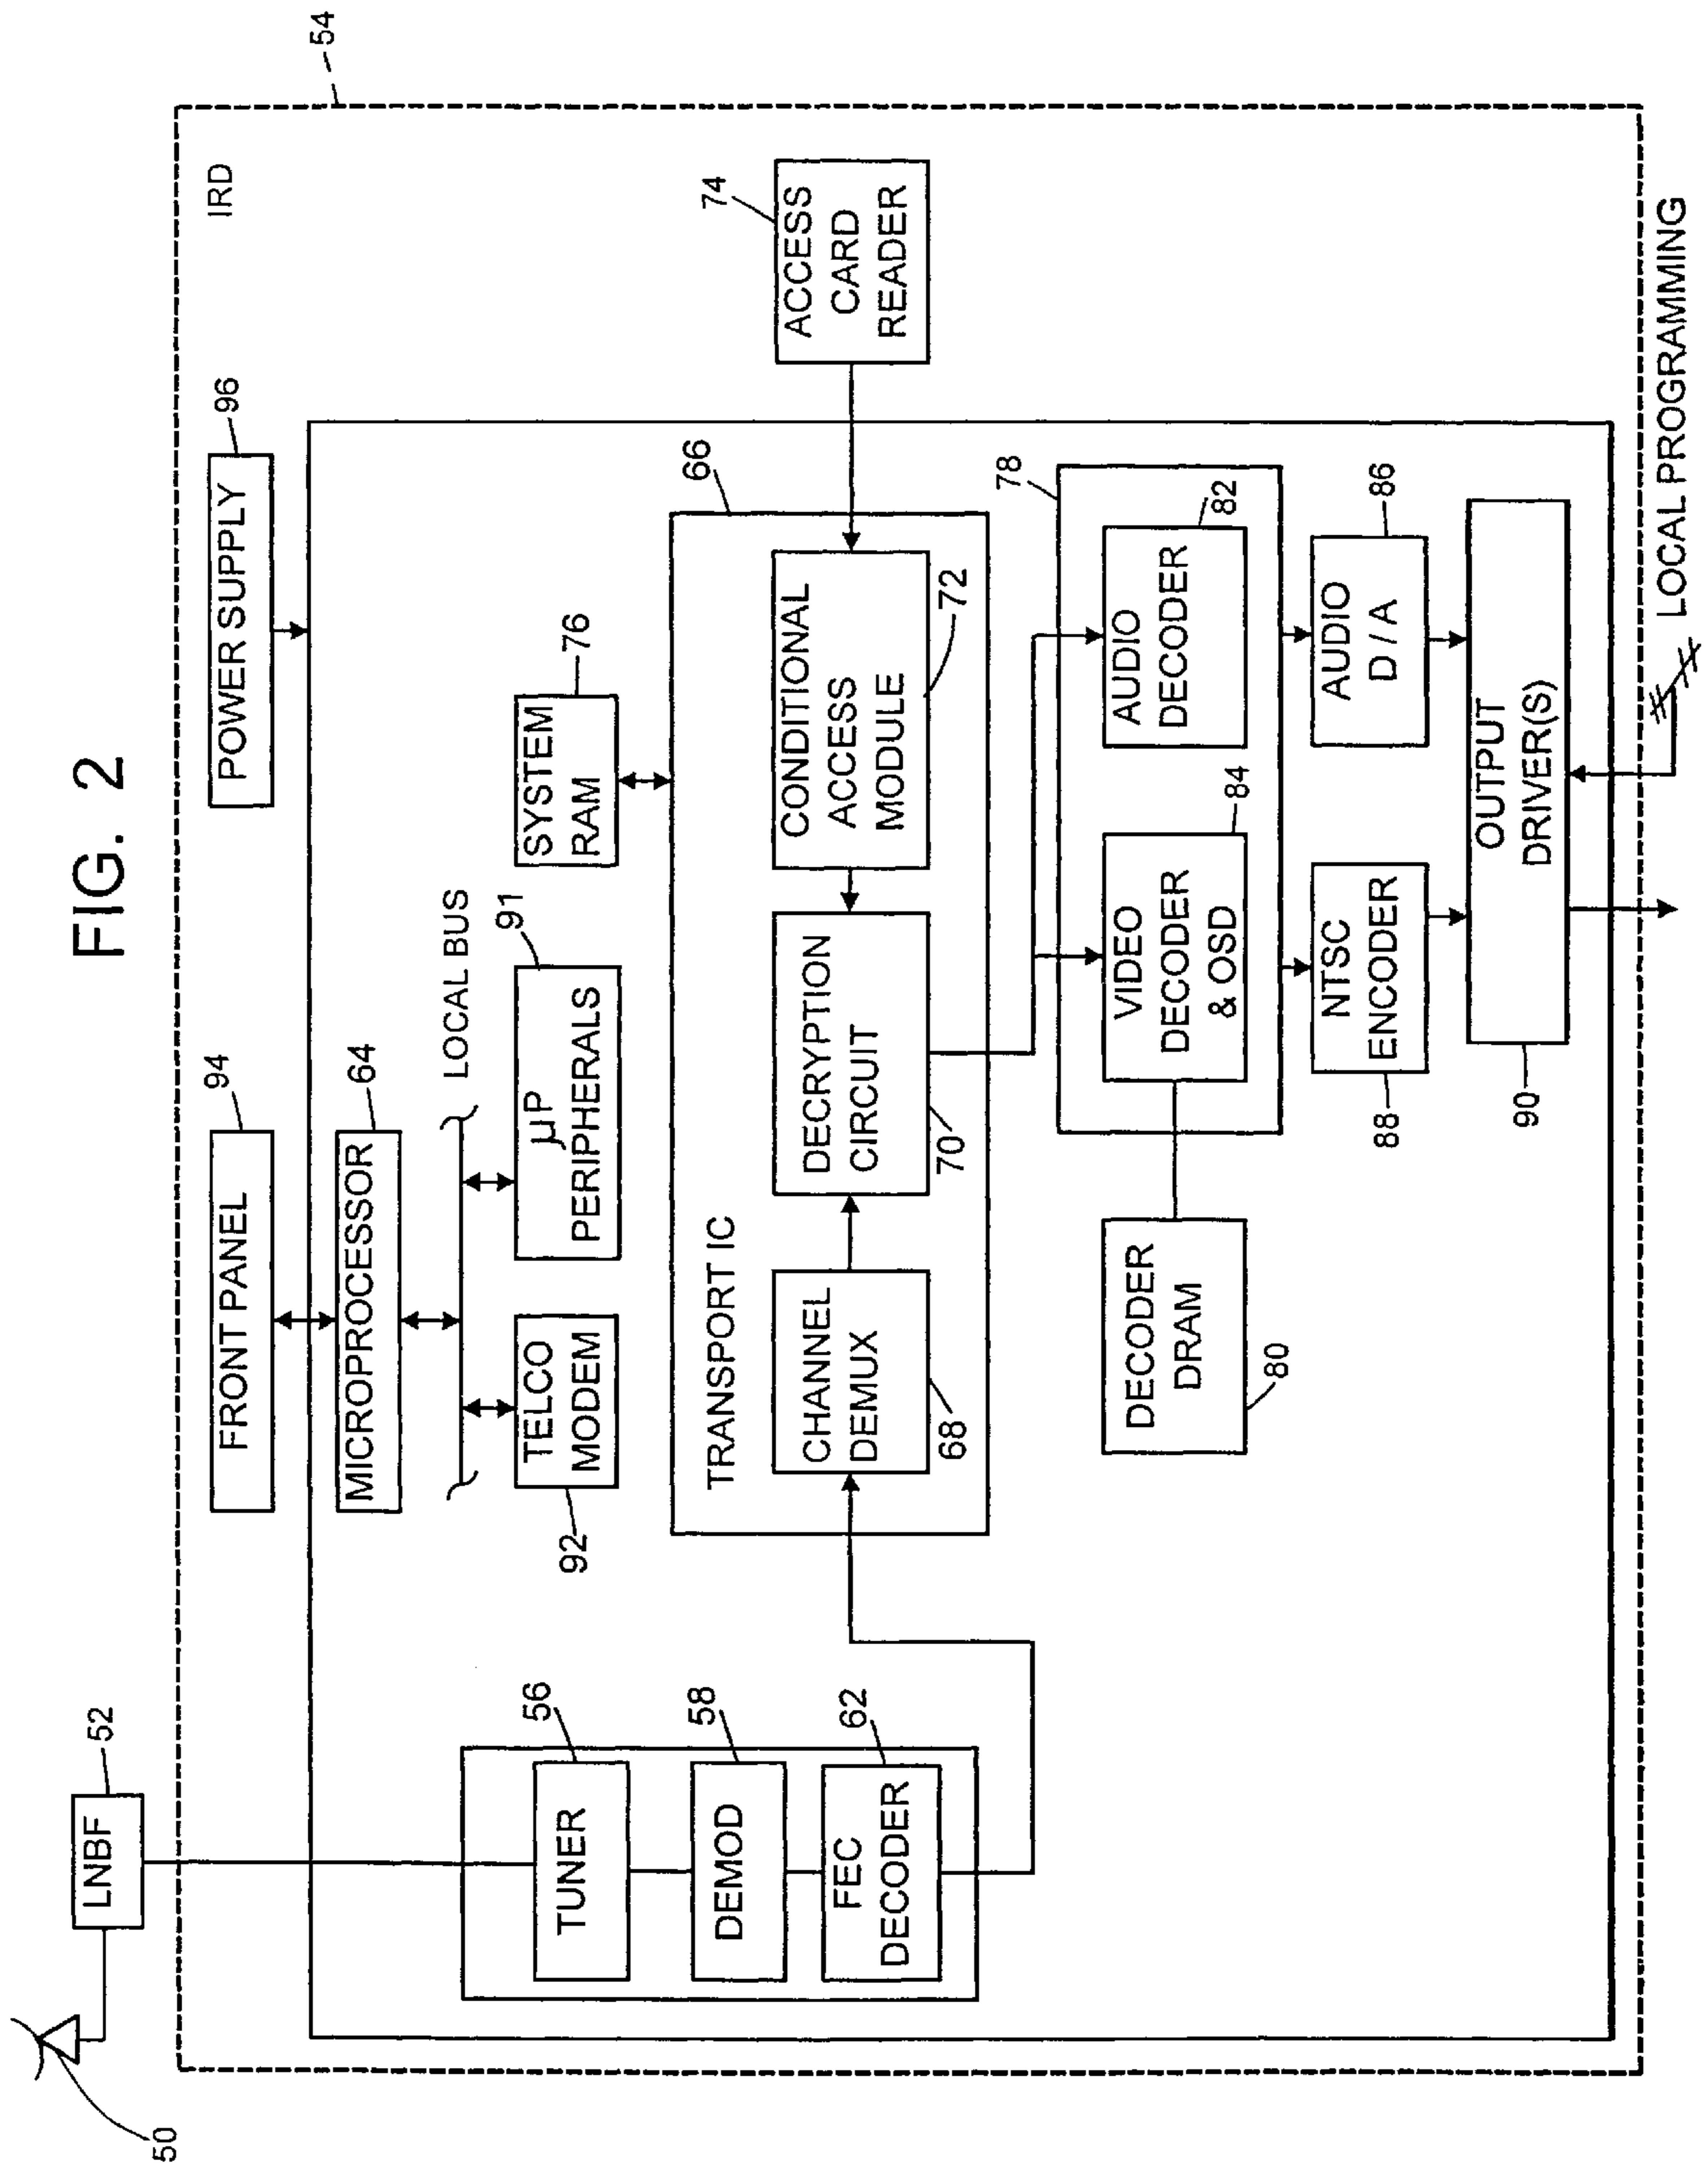 FIG. 2
50
LNBF
52
54
IRD
FRONT PANEL
94
POWER SUPPLY
96
MICROPROCESSOR
64
LOCAL BUS
TELCO
MODEM
92
µP
PERIPHERALS
91
SYSTEM
RAM
76
TUNER
56
DEMOD
58
FEC
DECODER
62
TRANSPORT IC
66
CHANNEL
DEMUX
68
DECRYPTION
CIRCUIT
70
CONDITIONAL
ACCESS
MODULE
72
ACCESS
CARD
READER
74
78
DECODER
DRAM
80
VIDEO
DECODER
& OSD
84
AUDIO
DECODER
82
NTSC
ENCODER
88
AUDIO
D / A
86
OUTPUT
DRIVER(S)
90
LOCAL PROGRAMMING